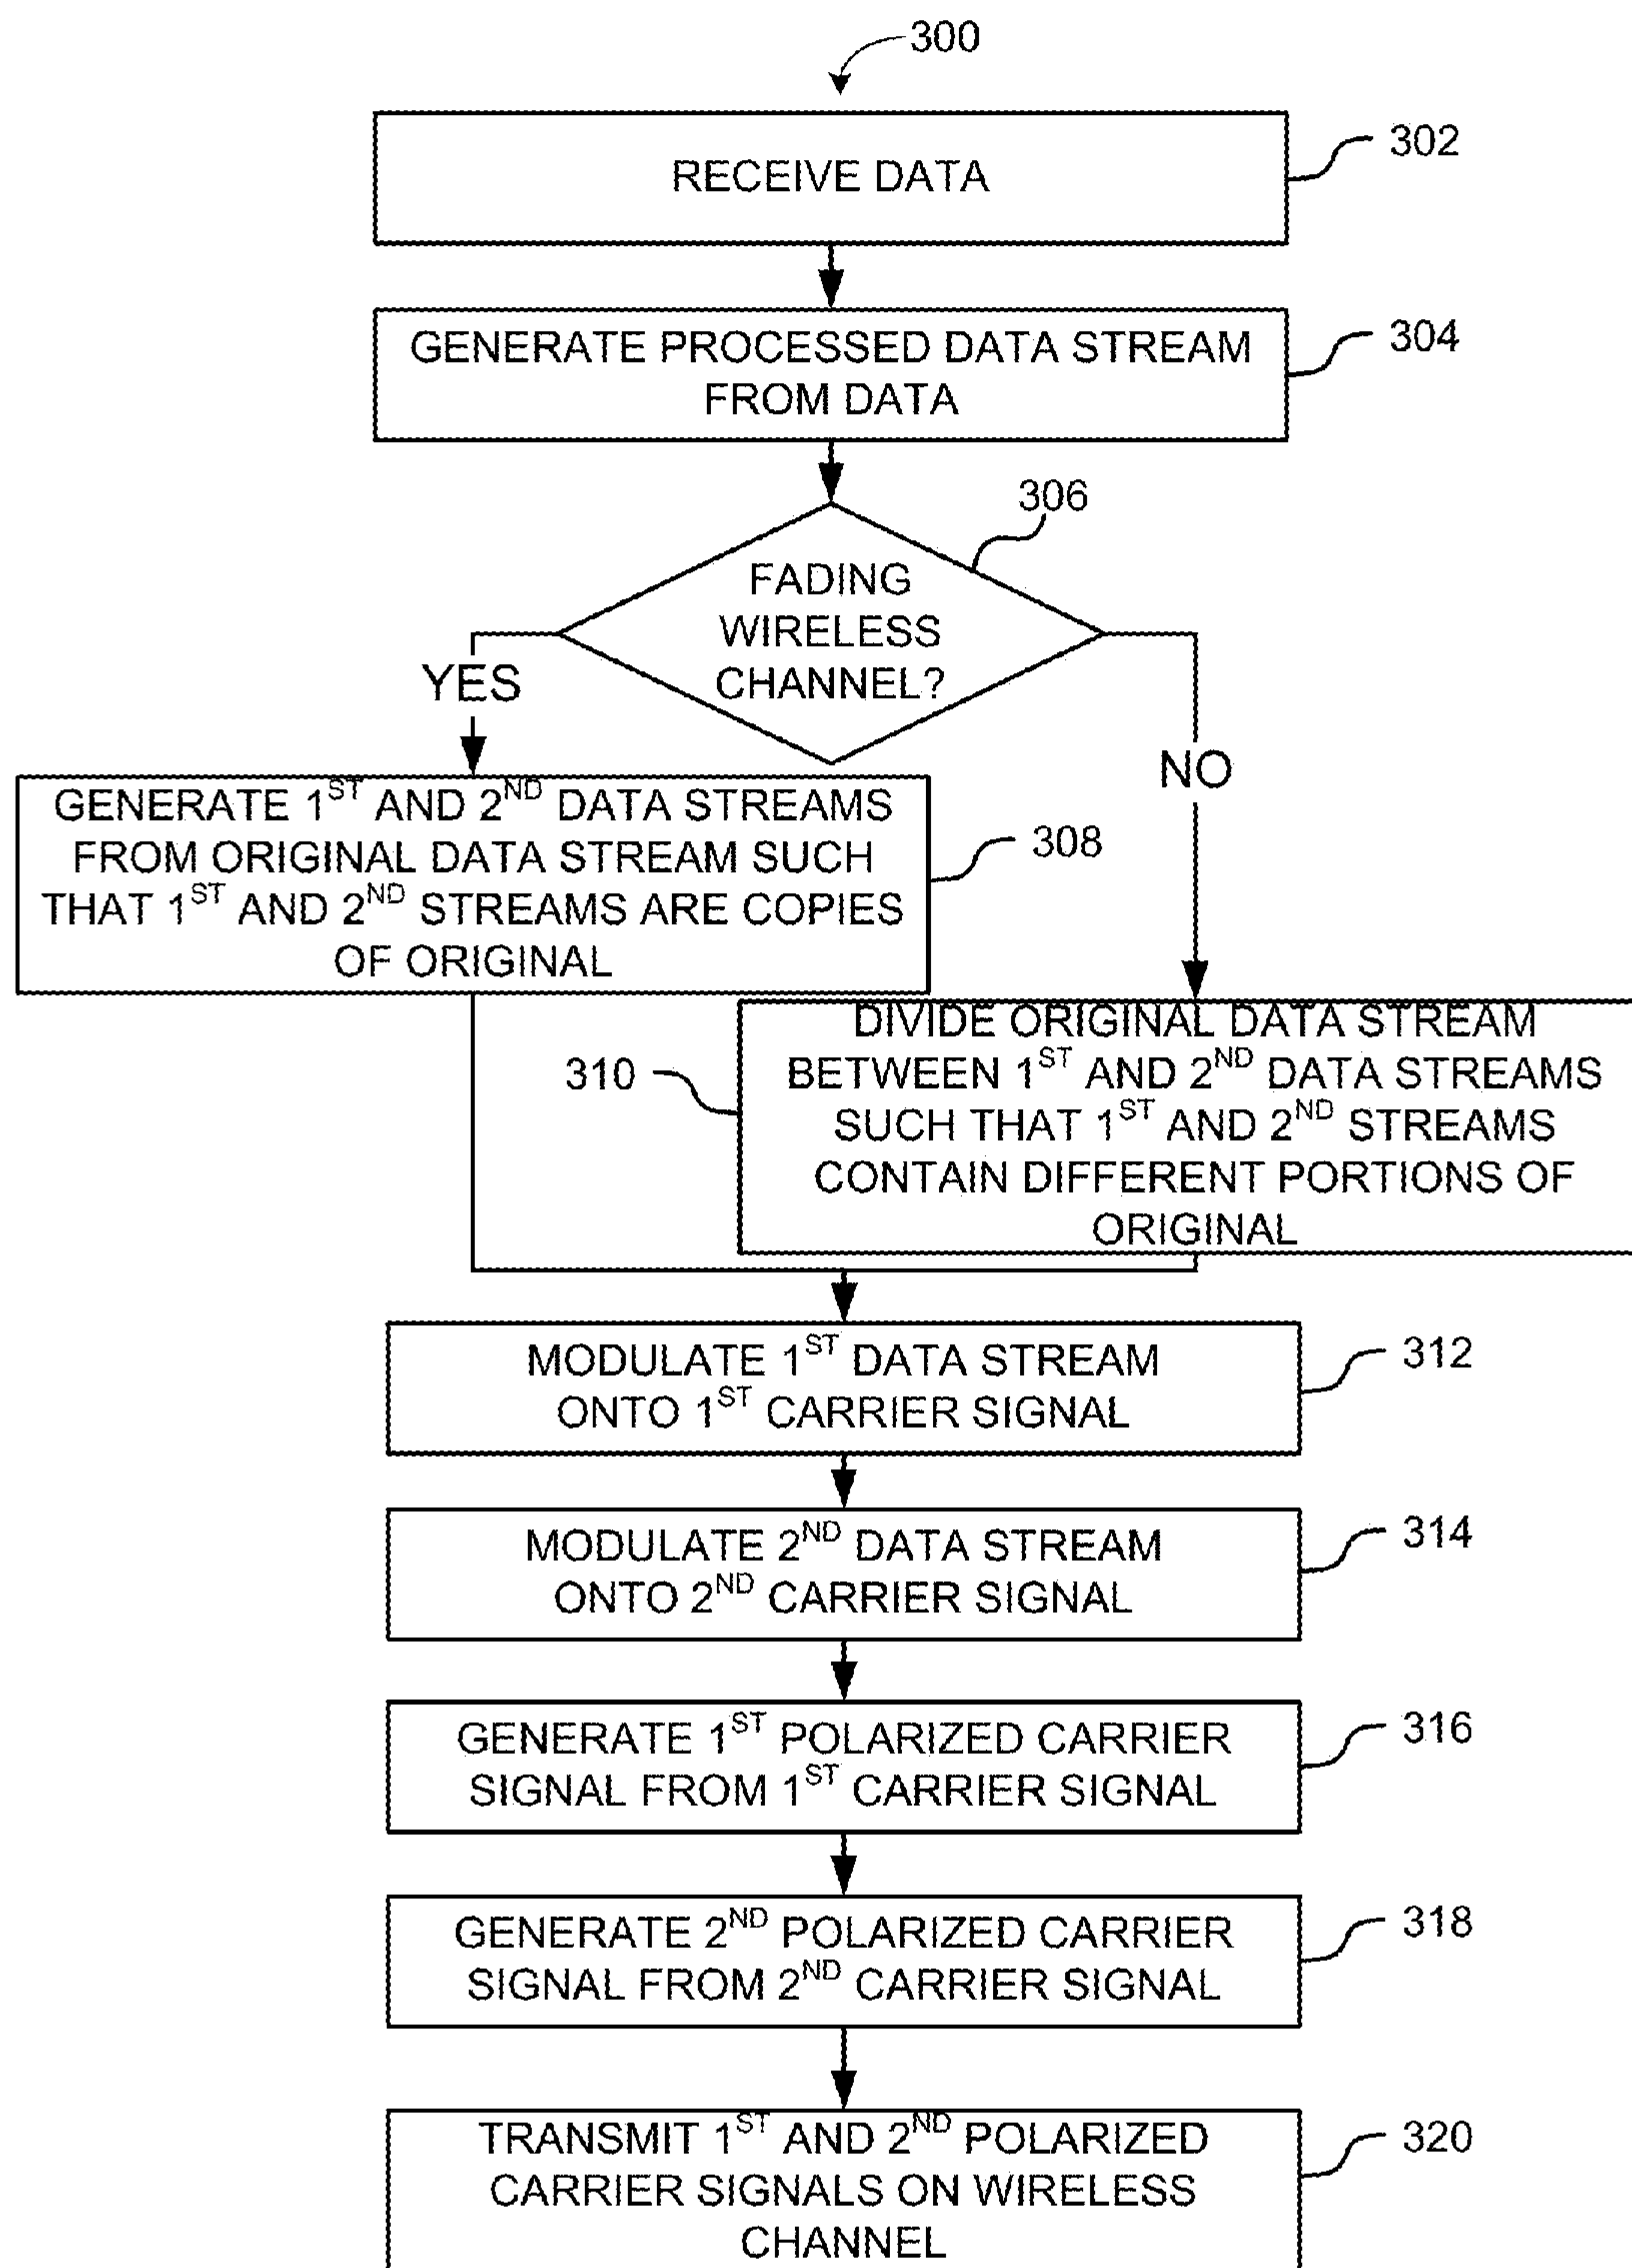 300
RECEIVE DATA
302
GENERATE PROCESSED DATA STREAM
FROM DATA
304
306
FADING
WIRELESS
CHANNEL?
YES
NO
GENERATE 1ST AND 2ND DATA STREAMS
FROM ORIGINAL DATA STREAM SUCH
THAT 1ST AND 2ND STREAMS ARE COPIES
OF ORIGINAL
308
310
DIVIDE ORIGINAL DATA STREAM
BETWEEN 1ST AND 2ND DATA STREAMS
SUCH THAT 1ST AND 2ND STREAMS
CONTAIN DIFFERENT PORTIONS OF
ORIGINAL
MODULATE 1ST DATA STREAM
ONTO 1ST CARRIER SIGNAL
312
MODULATE 2ND DATA STREAM
ONTO 2ND CARRIER SIGNAL
314
GENERATE 1ST POLARIZED CARRIER
SIGNAL FROM 1ST CARRIER SIGNAL
316
GENERATE 2ND POLARIZED CARRIER
SIGNAL FROM 2ND CARRIER SIGNAL
318
TRANSMIT 1ST AND 2ND POLARIZED
CARRIER SIGNALS ON WIRELESS
CHANNEL
320